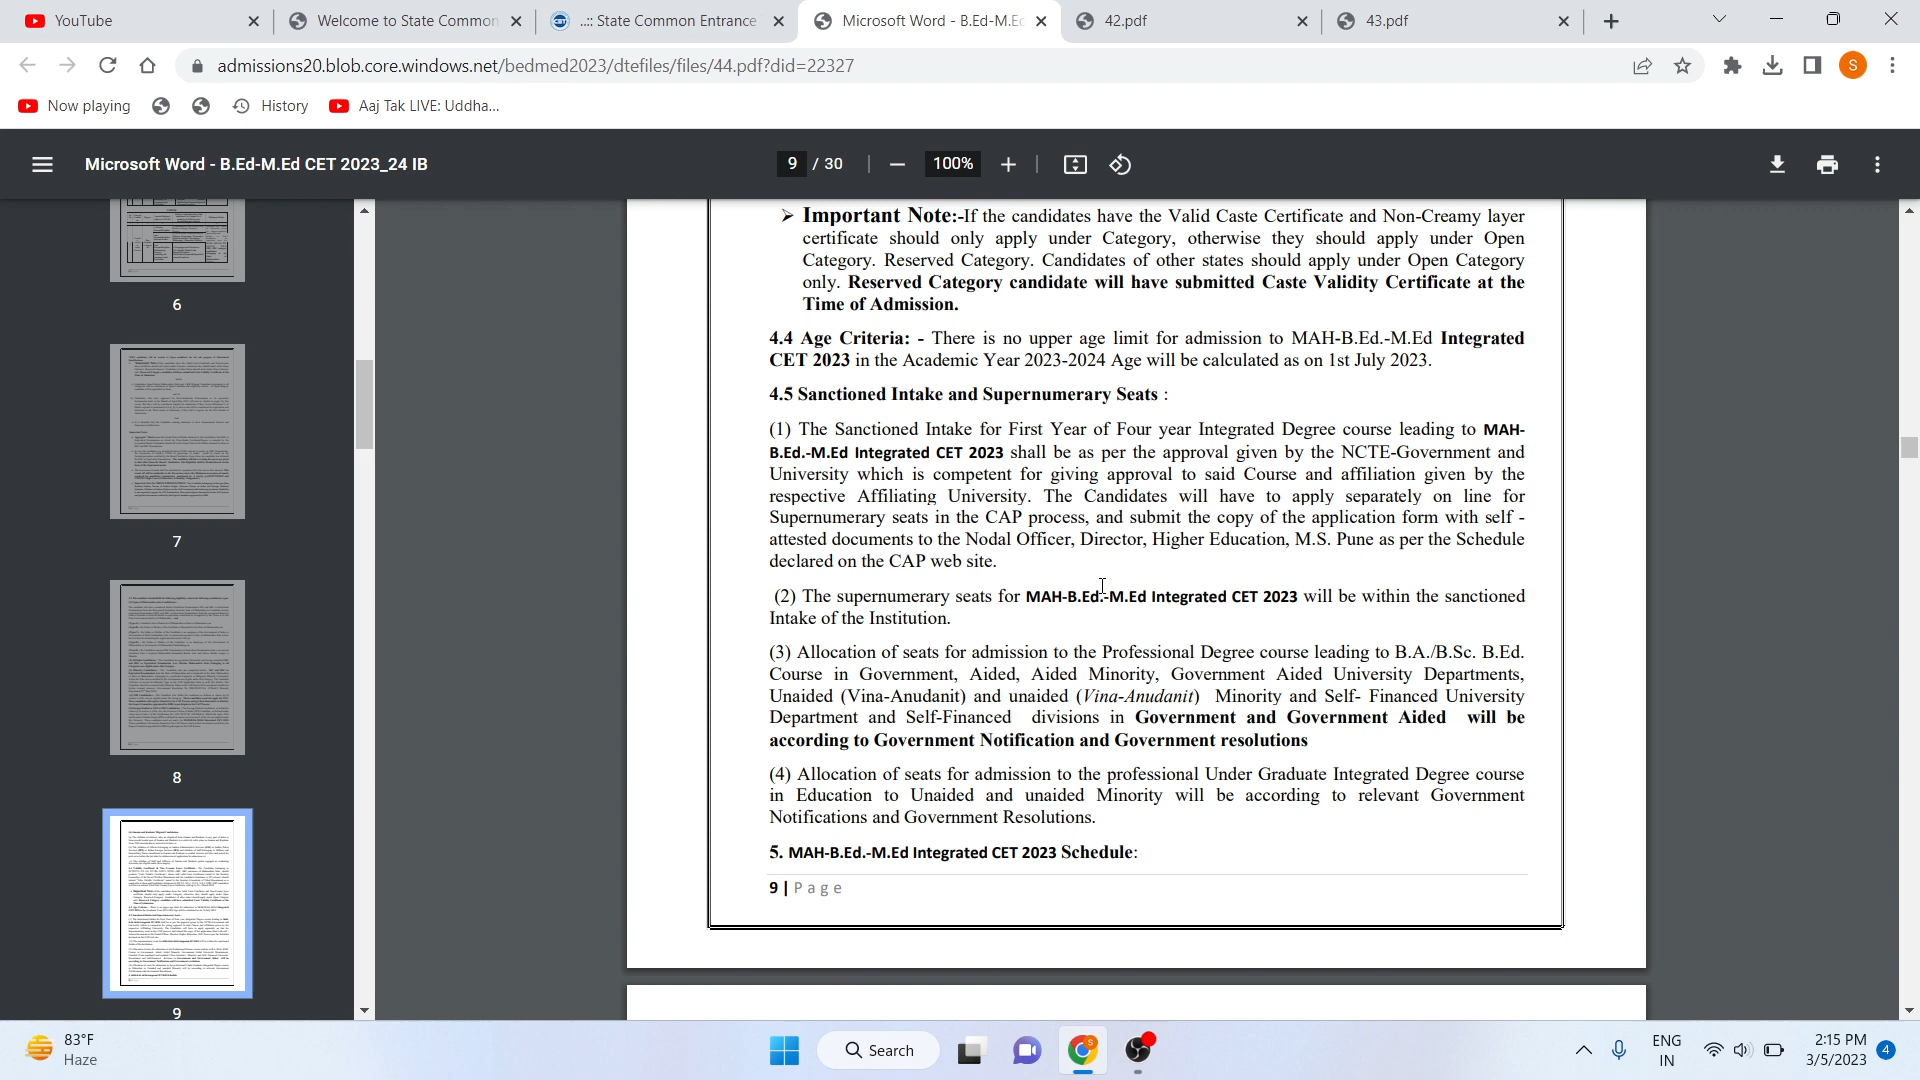 YouTube
Welcome to State Common
..:: State Common Entrance
Microsoft Word - B.Ed-M.Ec
42.pdf
43.pdf
admissions20.blob.core.windows.net/bedmed2023/dtefiles/files/44.pdf?did=22327
S
Now playing
History
Aaj Tak LIVE: Uddha...
Microsoft Word - B.Ed-M.Ed CET 2023_24 IB
9 / 30
100%
6
7
8
9
➢ Important Note:-If the candidates have the Valid Caste Certificate and Non-Creamy layer
certificate should only apply under Category, otherwise they should apply under Open
Category. Reserved Category. Candidates of other states should apply under Open Category
only. Reserved Category candidate will have submitted Caste Validity Certificate at the
Time of Admission.
4.4 Age Criteria: - There is no upper age limit for admission to MAH-B.Ed.-M.Ed Integrated
CET 2023 in the Academic Year 2023-2024 Age will be calculated as on 1st July 2023.
4.5 Sanctioned Intake and Supernumerary Seats :
(1) The Sanctioned Intake for First Year of Four year Integrated Degree course leading to MAH-
B.Ed.-M.Ed Integrated CET 2023 shall be as per the approval given by the NCTE-Government and
University which is competent for giving approval to said Course and affiliation given by the
respective Affiliating University. The Candidates will have to apply separately on line for
Supernumerary seats in the CAP process, and submit the copy of the application form with self -
attested documents to the Nodal Officer, Director, Higher Education, M.S. Pune as per the Schedule
declared on the CAP web site.
(2) The supernumerary seats for MAH-B.Ed.-M.Ed Integrated CET 2023 will be within the sanctioned
Intake of the Institution.
(3) Allocation of seats for admission to the Professional Degree course leading to B.A./B.Sc. B.Ed.
Course in Government, Aided, Aided Minority, Government Aided University Departments,
Unaided (Vina-Anudanit) and unaided (Vina-Anudanit) Minority and Self- Financed University
Department and Self-Financed divisions in Government and Government Aided will be
according to Government Notification and Government resolutions
(4) Allocation of seats for admission to the professional Under Graduate Integrated Degree course
in Education to Unaided and unaided Minority will be according to relevant Government
Notifications and Government Resolutions.
5. MAH-B.Ed.-M.Ed Integrated CET 2023 Schedule:
9 | Page
83°F
Haze
Search
S
ENG
IN
2:15 PM
3/5/2023
4